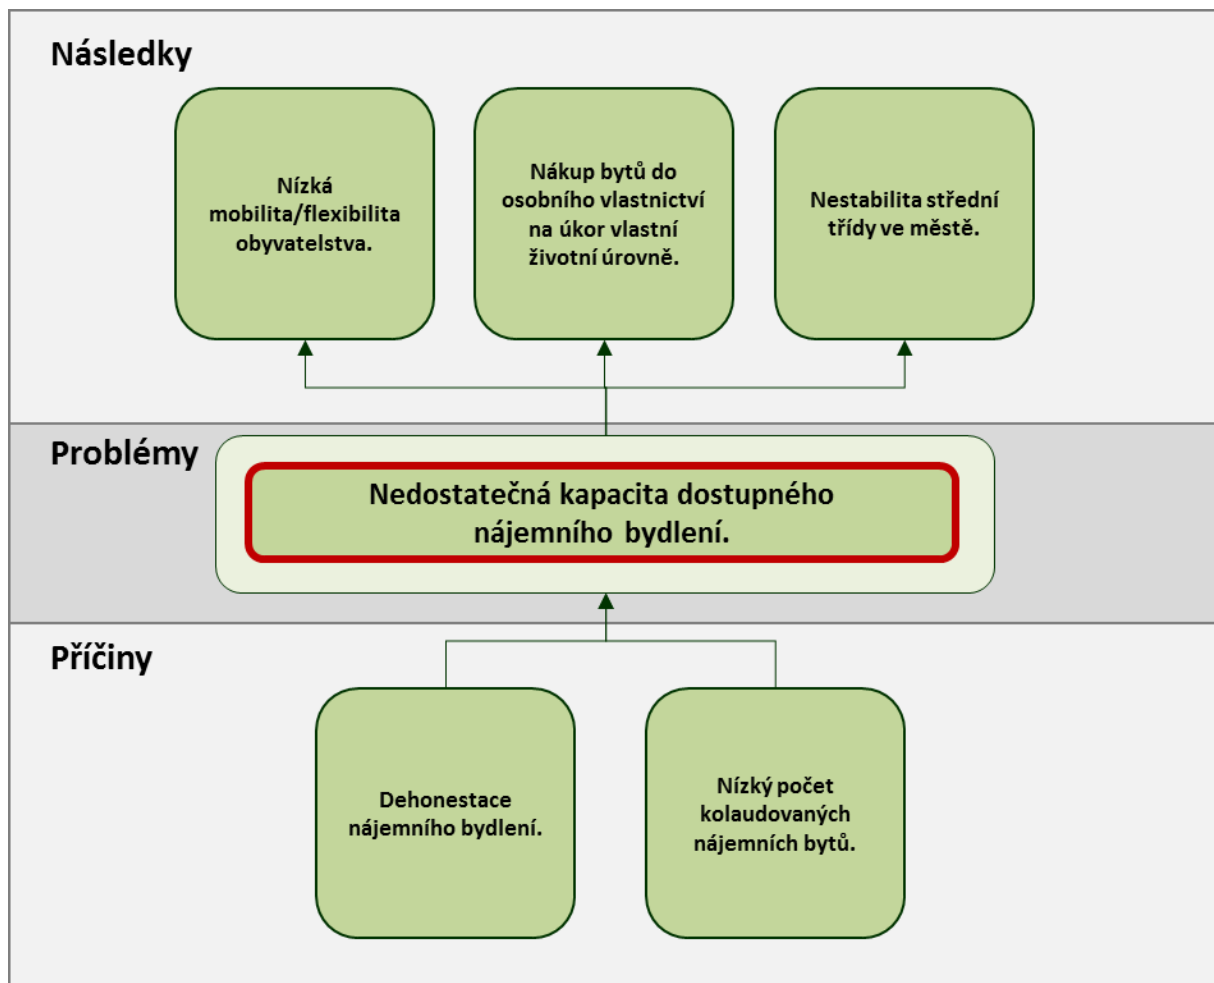 Následky
Nízká
mobilita/flexibilita
obyvatelstva.
Nákup bytů do
osobního vlastnictví
na úkor vlastní
životní úrovně.
Nestabilita střední
třídy ve městě.
Problémy
Nedostatečná kapacita dostupného
nájemního bydlení.
Příčiny
Dehonestace
nájemního bydlení.
Nízký počet
kolaudovaných
nájemních bytů.